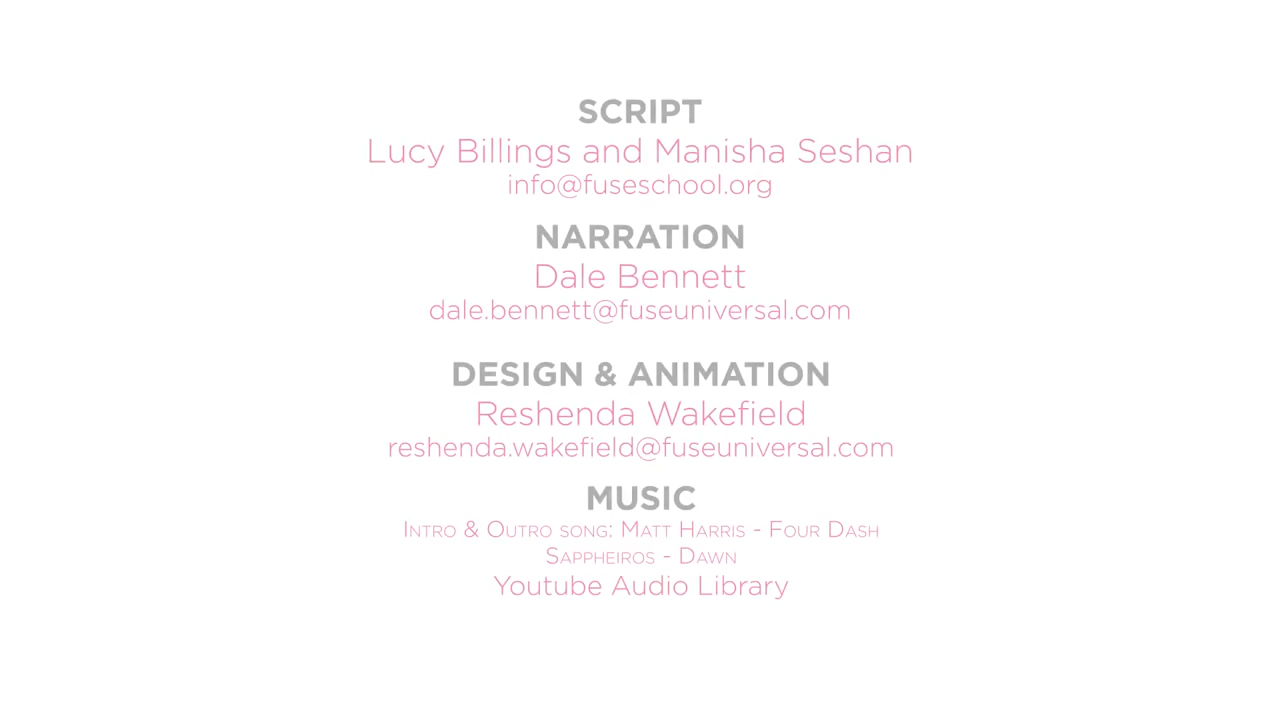 SCRIPT
Lucy Billings and Manisha Seshan
info@fuseschool.org
NARRATION
Dale Bennett
dale.bennett@fuseuniversal.com
DESIGN & ANIMATION
Reshenda Wakefield
reshenda.wakefield@fuseuniversal.com
MUSIC
Intro & Outro song: Matt Harris - Four Dash
Sappheiros - Dawn
Youtube Audio Library